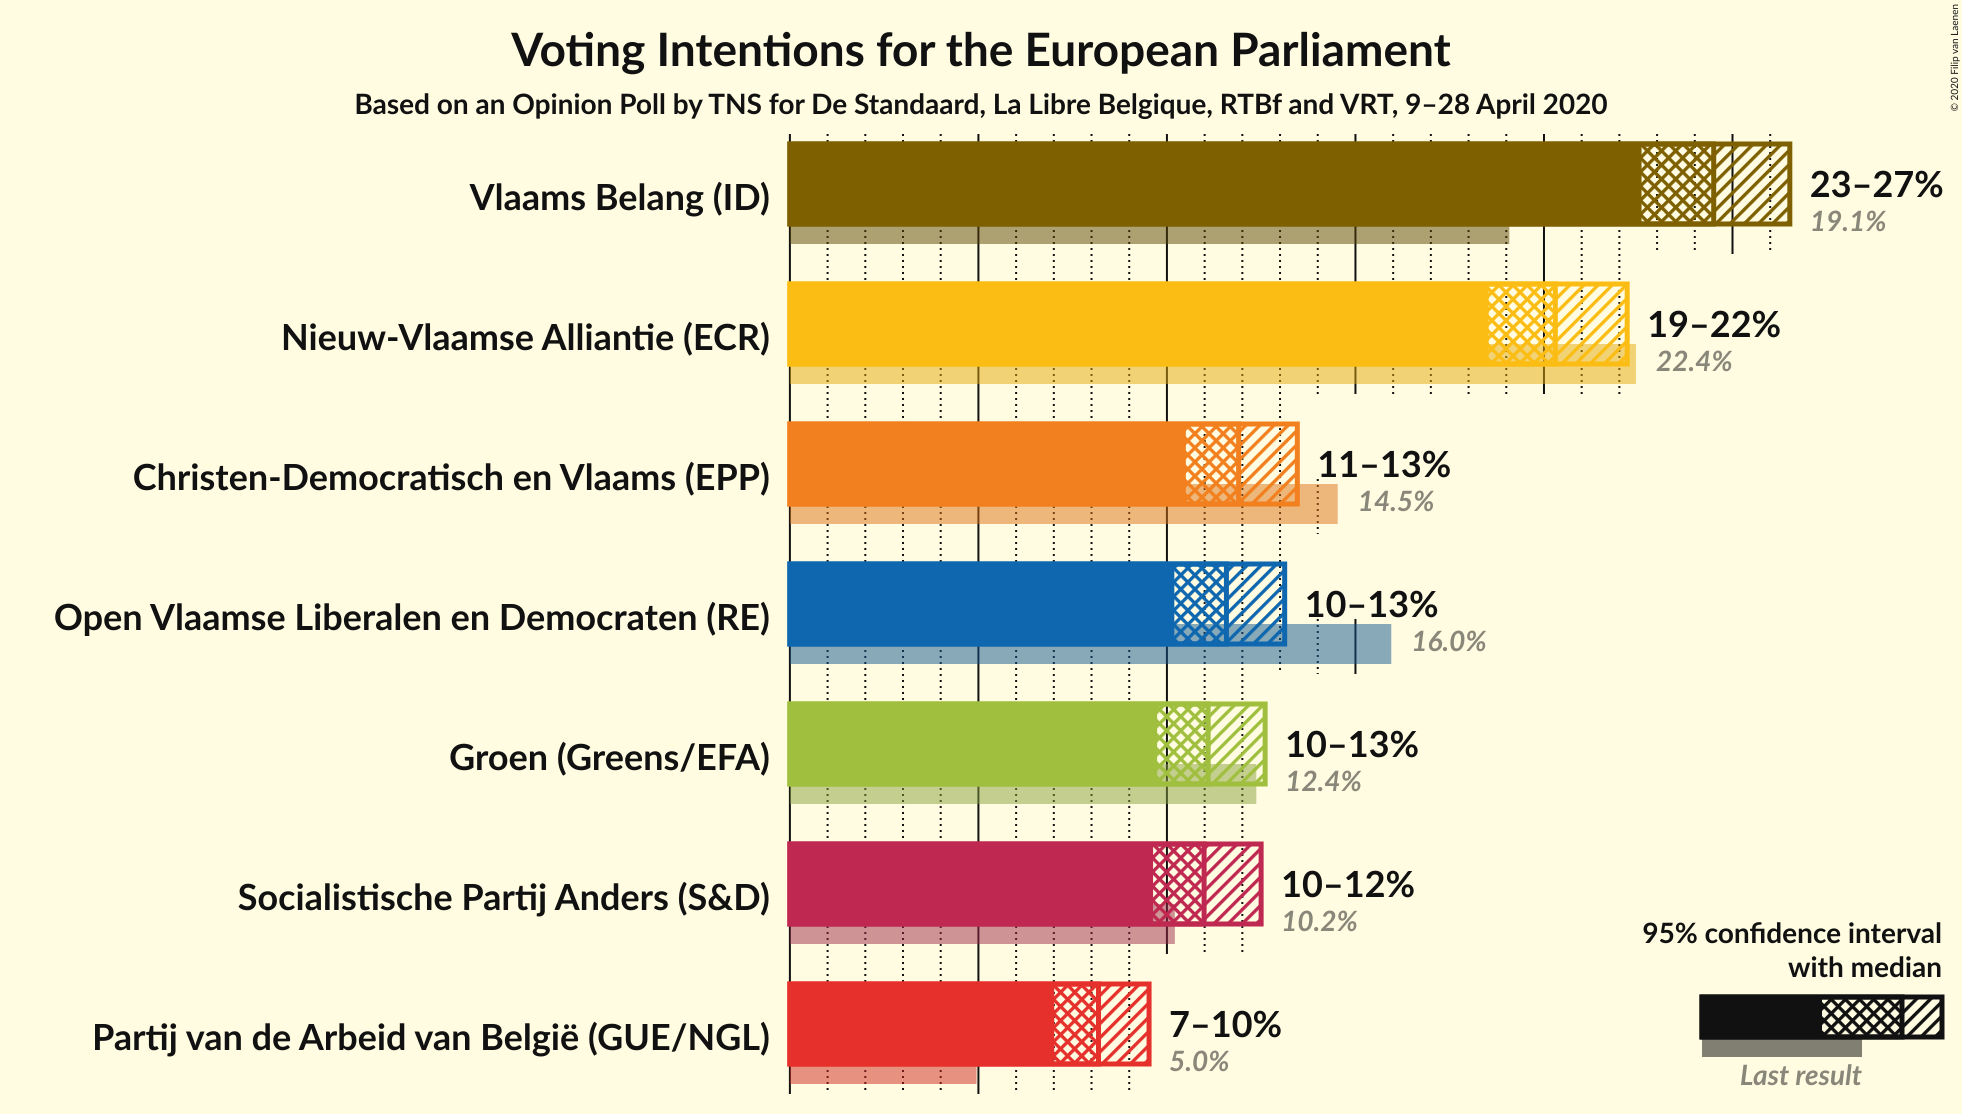 Voting Intentions for the European Parliament
Based on an Opinion Poll by TNS for De Standaard, La Libre Belgique, RTBf and VRT, 9–28 April 2020
© 2020 Filip van Laenen
Vlaams Belang (ID)
23–27%
19.1%
Nieuw-Vlaamse Alliantie (ECR)
19–22%
22.4%
Christen-Democratisch en Vlaams (EPP)
11–13%
14.5%
Open Vlaamse Liberalen en Democraten (RE)
10–13%
16.0%
Groen (Greens/EFA)
10–13%
12.4%
Socialistische Partij Anders (S&D)
10–12%
10.2%
Partij van de Arbeid van België (GUE/NGL)
7–10%
5.0%
95% confidence interval
with median
Last result